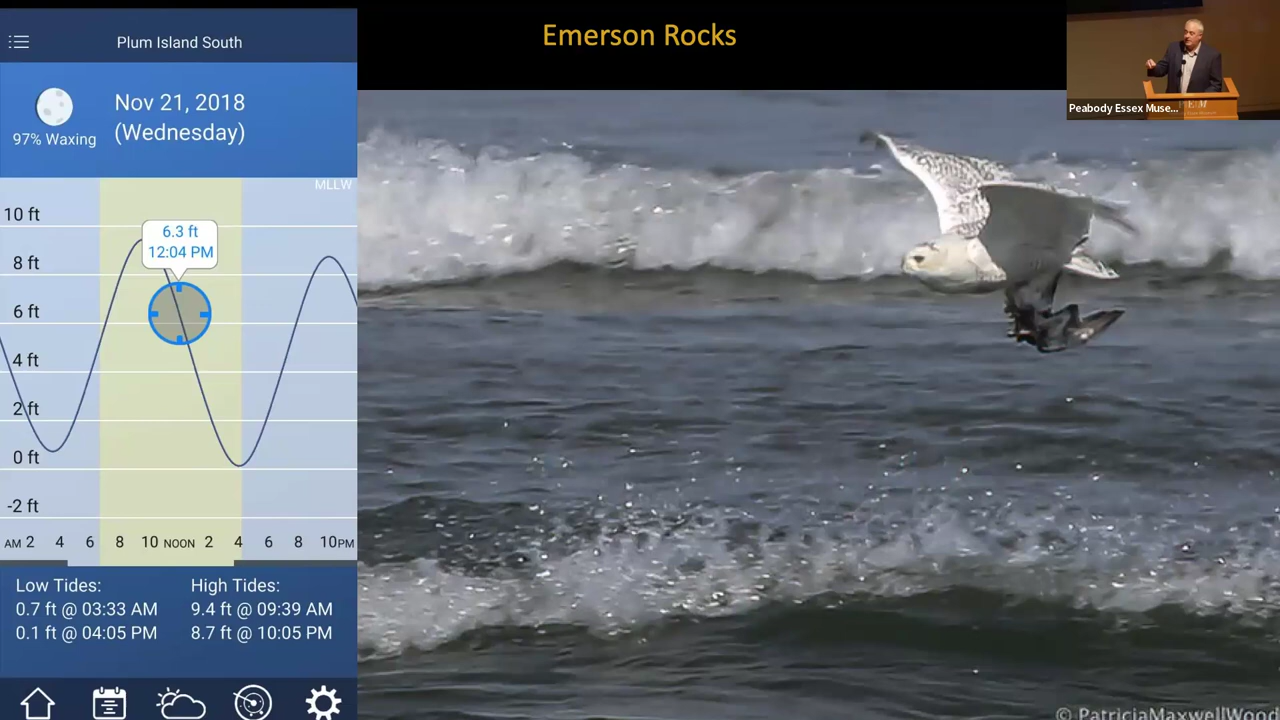 Plum Island South
97% Waxing
Nov 21, 2018
(Wednesday)
MLLW
10 ft
8 ft
6 ft
4 ft
2 ft
0 ft
-2 ft
6.3 ft
12:04 PM
AM 2 4 6 8 10 NOON 2 4 6 8 10PM
Low Tides:
0.7 ft @ 03:33 AM
0.1 ft @ 04:05 PM
High Tides:
9.4 ft @ 09:39 AM
8.7 ft @ 10:05 PM
Emerson Rocks
Peabody Essex Muse...
© PatriciaMaxwellWood